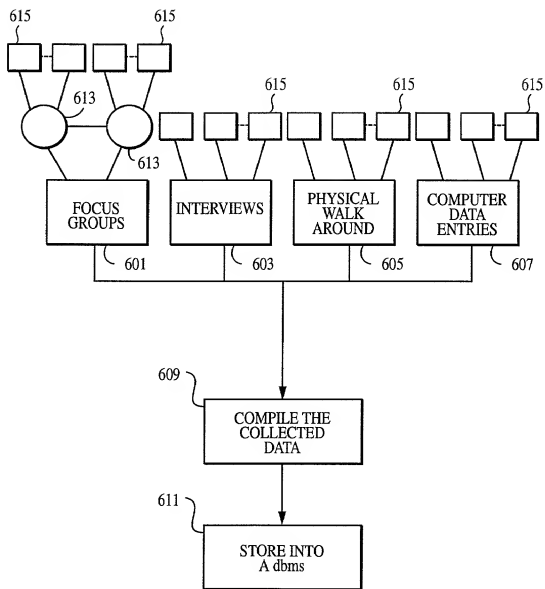 615
615
613
615
615
615
613
FOCUS
GROUPS
INTERVIEWS
PHYSICAL
WALK
AROUND
COMPUTER
DATA
ENTRIES
601
603
605
607
609
COMPILE THE
COLLECTED
DATA
611
STORE INTO
A dbms